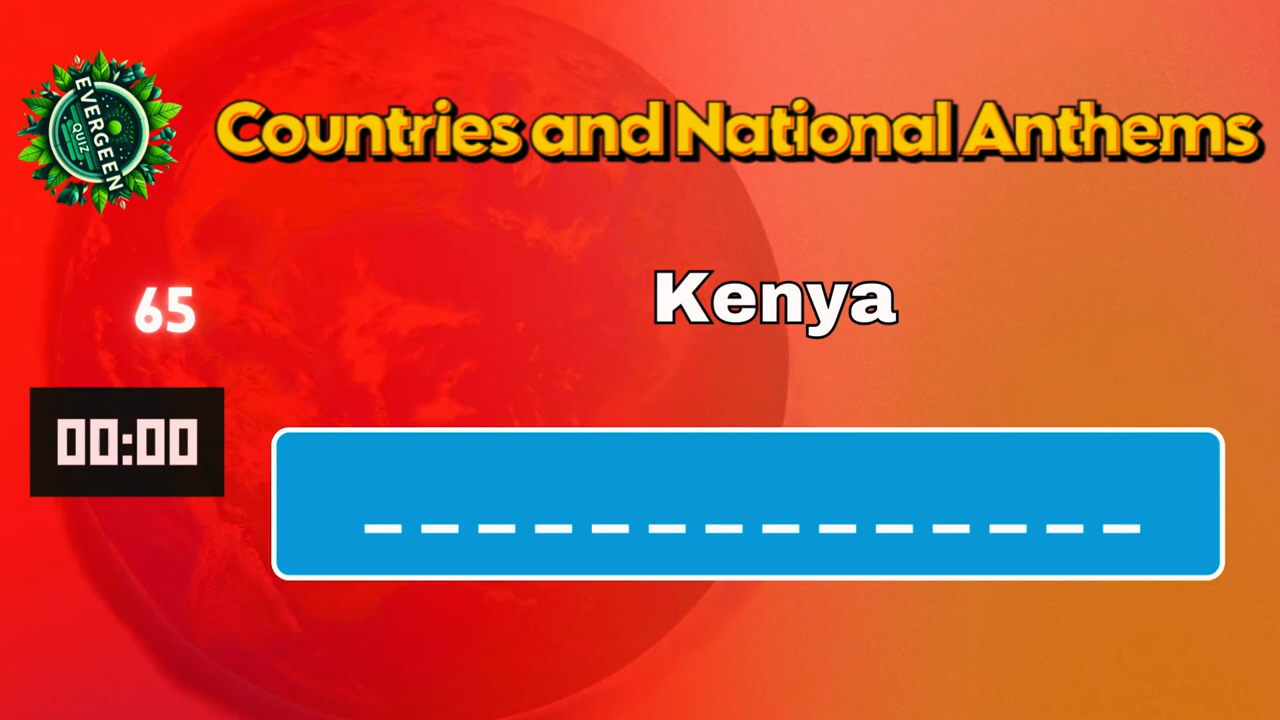 EVERGEEN
QUIZ
Countries and National Anthems
65
Kenya
00:00
_ _ _ _ _ _ _ _ _ _ _ _ _ _